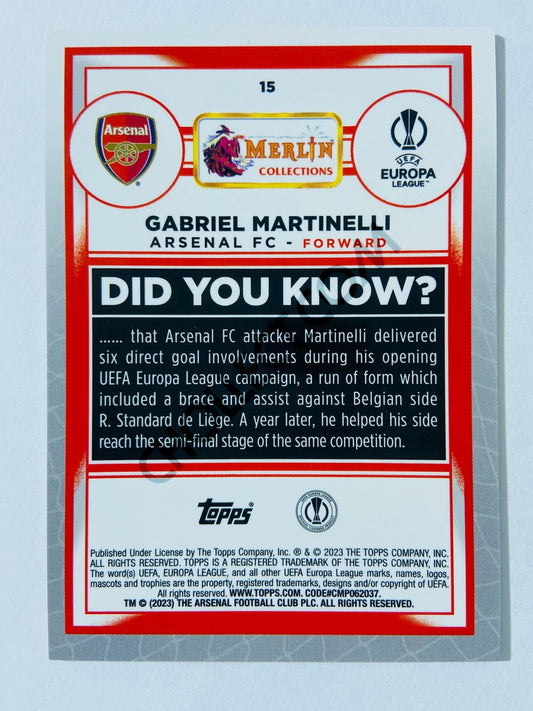 15
Arsenal
®
MERLIN
COLLECTIONS
UEFA
EUROPA
LEAGUE™
GABRIEL MARTINELLI
ARSENAL FC - FORWARD
DID YOU KNOW?
...... that Arsenal FC attacker Martinelli delivered
six direct goal involvements during his opening
UEFA Europa League campaign, a run of form which
included a brace and assist against Belgian side
R. Standard de Liège. A year later, he helped his side
reach the semi-final stage of the same competition.
Topps®
Published Under License by The Topps Company, Inc. ® & © 2023 THE TOPPS COMPANY, INC.
ALL RIGHTS RESERVED. TOPPS IS A REGISTERED TRADEMARK OF THE TOPPS COMPANY, INC.
The word(s) UEFA, EUROPA LEAGUE, and all other UEFA Europa League marks, names, logos,
mascots and trophies are the property, registered trademarks, designs and/or copyright of UEFA.
All rights reserved. WWW.TOPPS.COM. CODE#CMP062037.
TM © (2023) THE ARSENAL FOOTBALL CLUB PLC. ALL RIGHTS RESERVED.